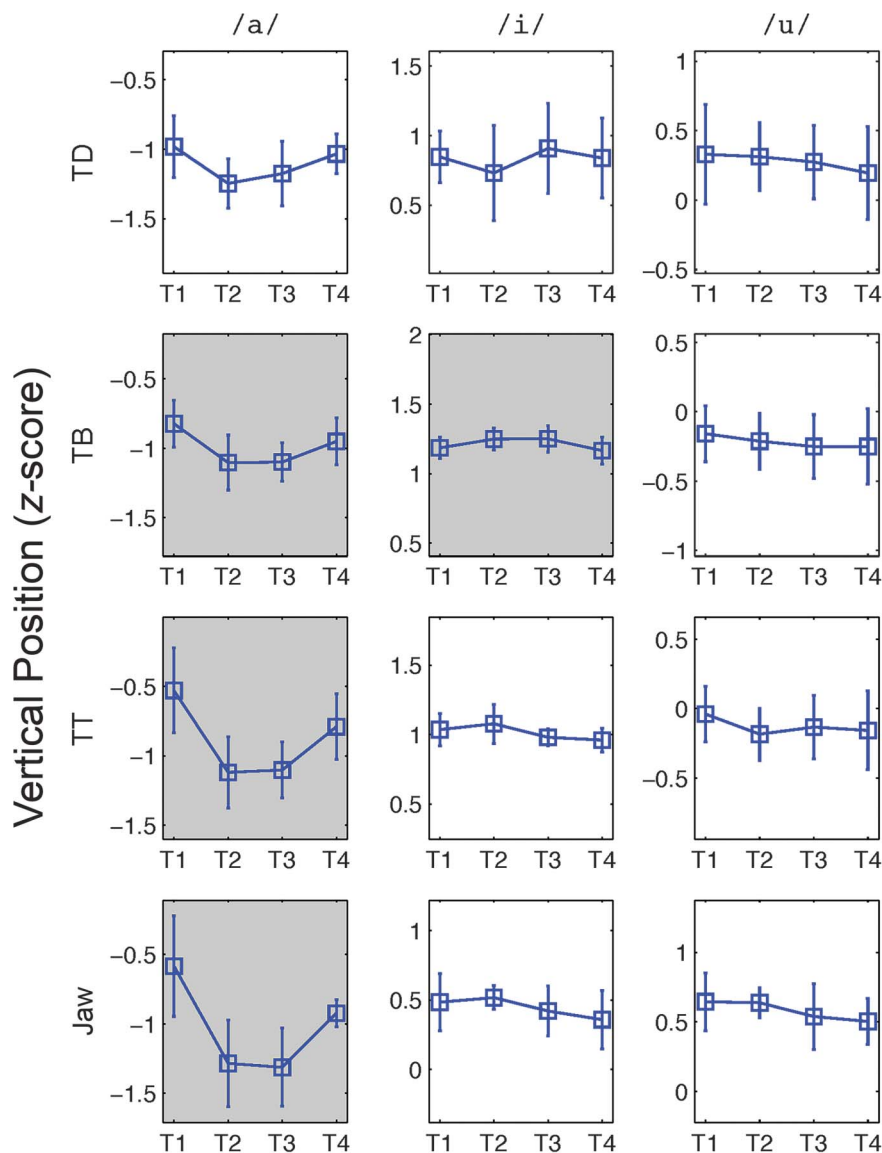 /a/ /i/ /u/
Vertical Position (z-score)
TD
−0.5 −1 −1.5
1.5 1 0.5
1 0.5 0 −0.5
T1 T2 T3 T4 T1 T2 T3 T4 T1 T2 T3 T4
TB
−0.5 −1 −1.5
2 1.5 1 0.5
0.5 0 −0.5 −1
T1 T2 T3 T4 T1 T2 T3 T4 T1 T2 T3 T4
TT
−0.5 −1 −1.5
1.5 1 0.5
0.5 0 −0.5
T1 T2 T3 T4 T1 T2 T3 T4 T1 T2 T3 T4
Jaw
−0.5 −1 −1.5
1 0.5 0
1 0.5 0
T1 T2 T3 T4 T1 T2 T3 T4 T1 T2 T3 T4